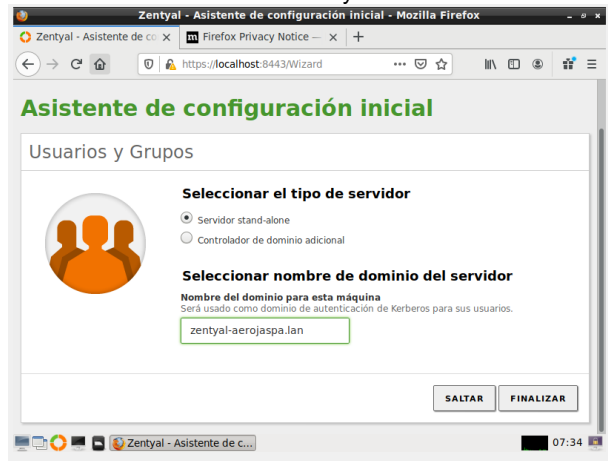 Zentyal - Asistente de configuración inicial - Mozilla Firefox
Zentyal - Asistente de co
Firefox Privacy Notice —
https://localhost:8443/Wizard
Asistente de configuración inicial
Usuarios y Grupos
Seleccionar el tipo de servidor
Servidor stand-alone
Controlador de dominio adicional
Seleccionar nombre de dominio del servidor
Nombre del dominio para esta máquina
Será usado como dominio de autenticación de Kerberos para sus usuarios.
zentyal-aerojaspa.lan
SALTAR FINALIZAR
Zentyal - Asistente de c... 07:34